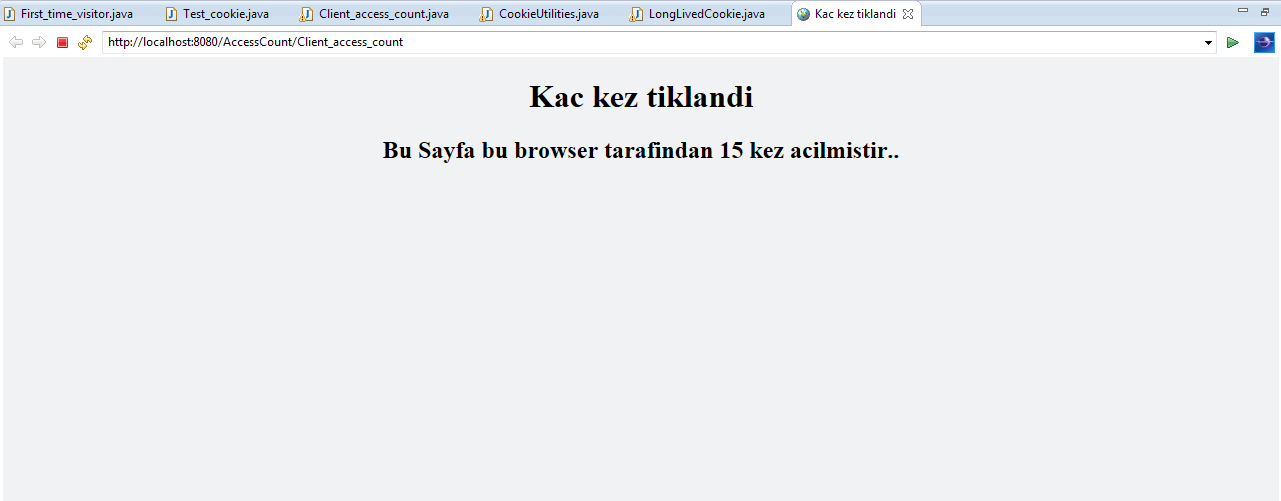 First_time_visitor.java Test_cookie.java Client_access_count.java CookieUtilities.java LongLivedCookie.java Kac kez tiklandi
http://localhost:8080/AccessCount/Client_access_count
Kac kez tiklandi
Bu Sayfa bu browser tarafindan 15 kez acilmistir..